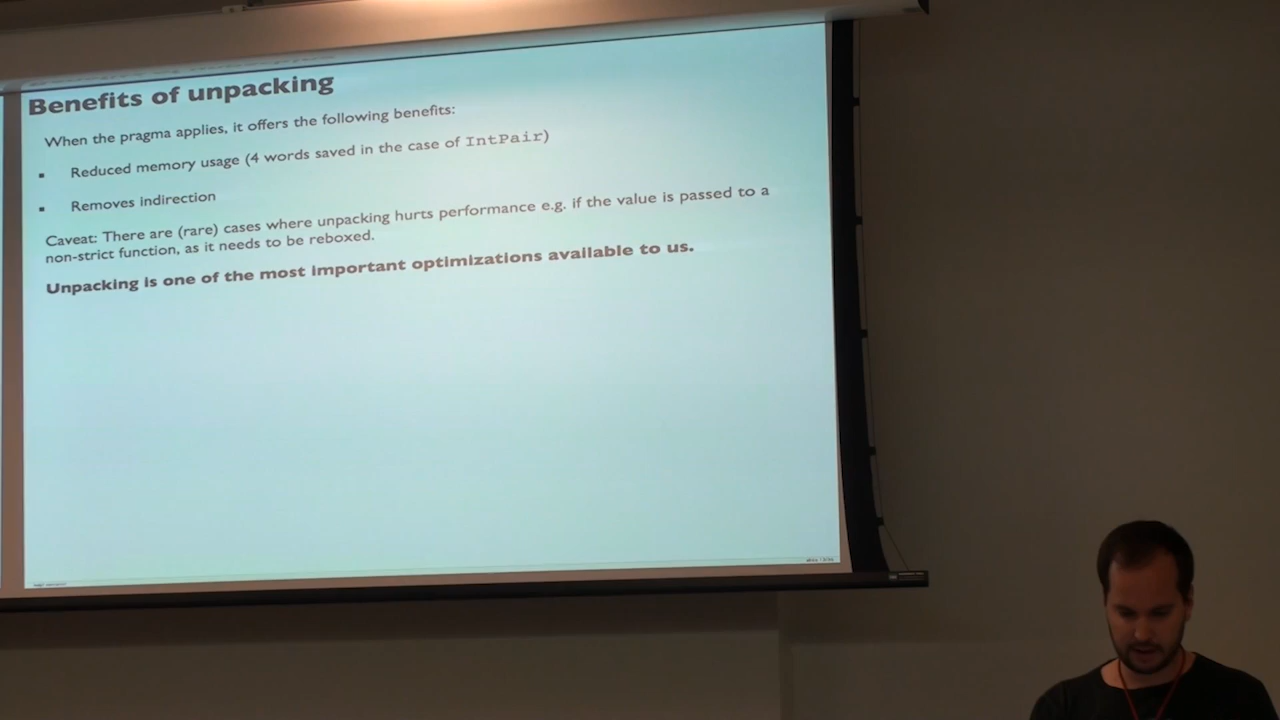 Benefits of unpacking
When the pragma applies, it offers the following benefits:
▪ Reduced memory usage (4 words saved in the case of IntPair)
▪ Removes indirection
Caveat: There are (rare) cases where unpacking hurts performance e.g. if the value is passed to a
non-strict function, as it needs to be reboxed.
Unpacking is one of the most important optimizations available to us.